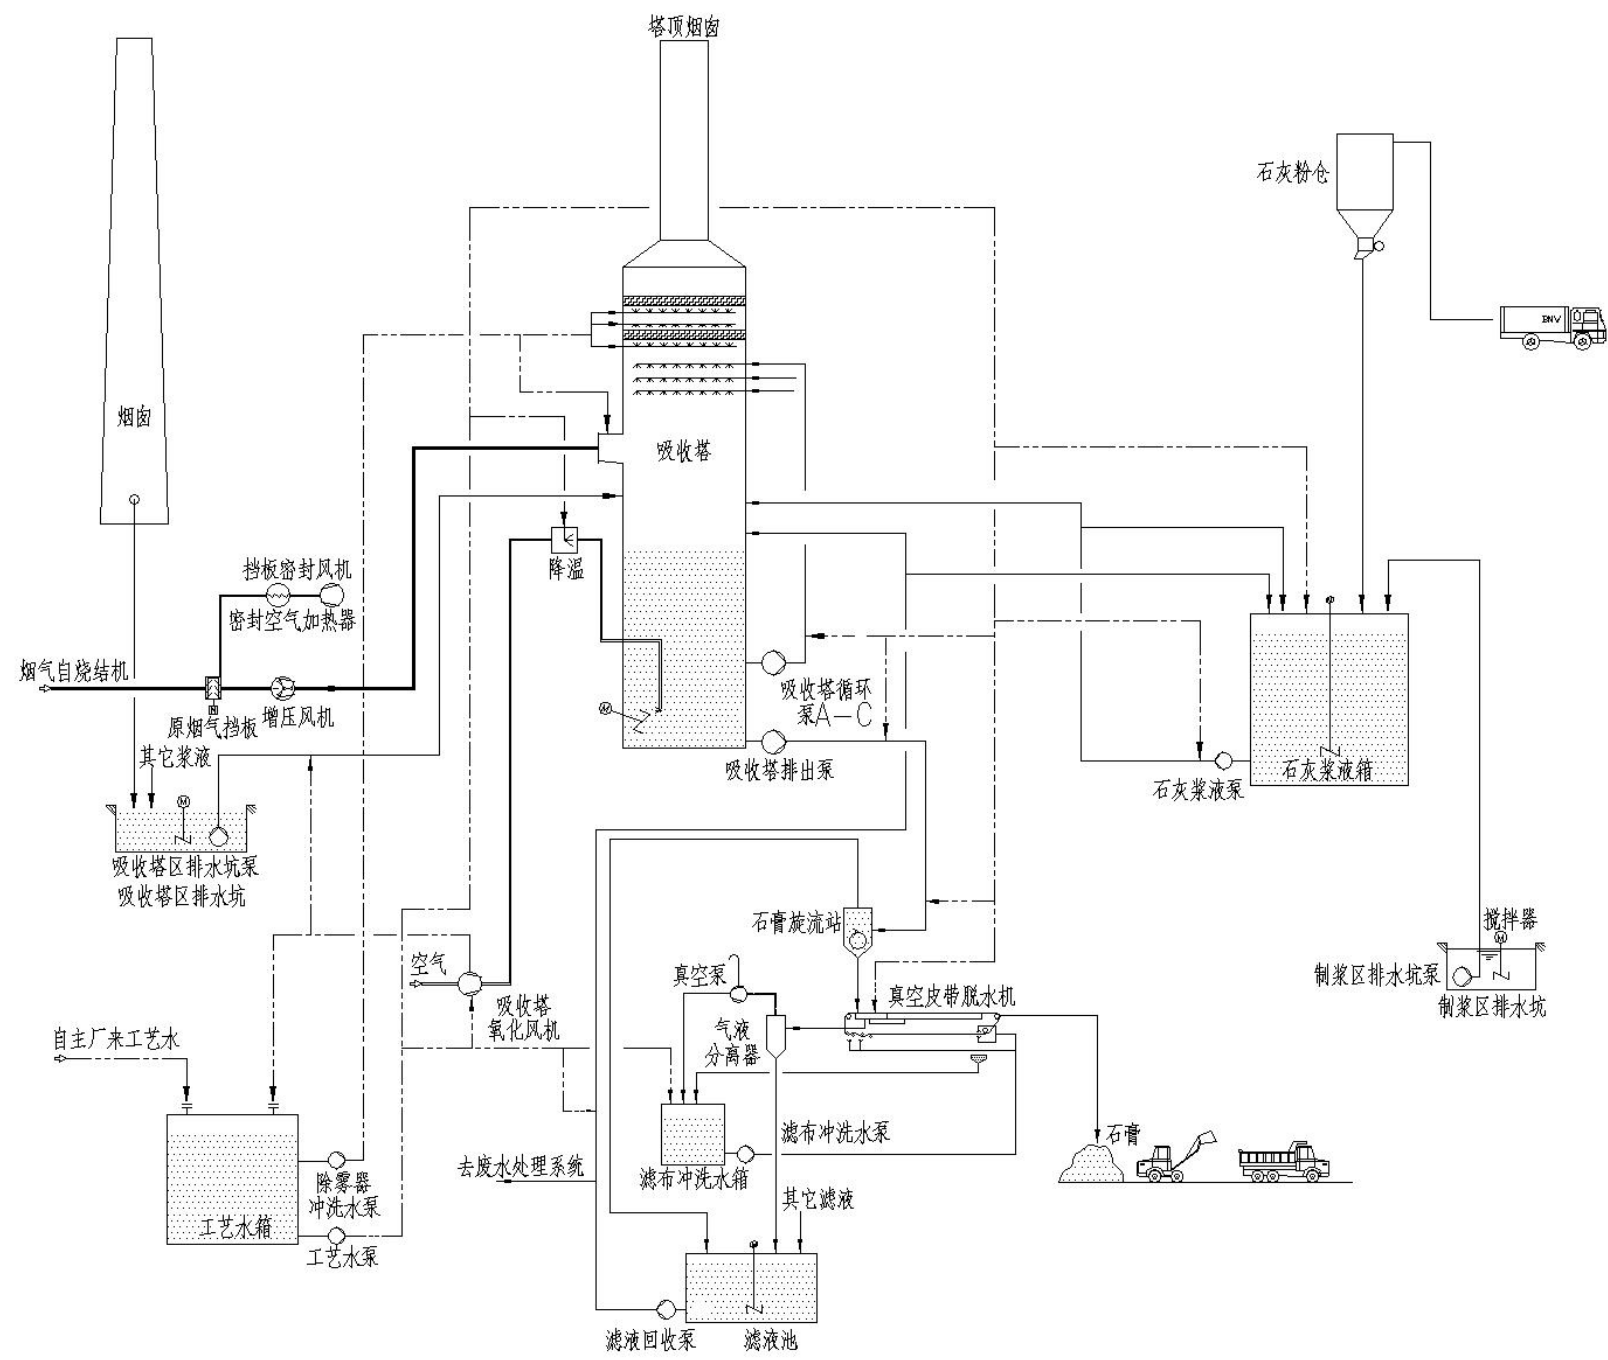 塔顶烟囱
石灰粉仓
烟囱
吸收塔
降温
挡板密封风机
密封空气加热器
烟气自烧结机
原烟气挡板
增压风机
吸收塔循环
泵A-C
吸收塔排出泵
其它浆液
石灰浆液箱
石灰浆液泵
吸收塔区排水坑泵
吸收塔区排水坑
石膏旋流站
搅拌器
制浆区排水坑泵
制浆区排水坑
空气
真空泵
真空皮带脱水机
吸收塔
氧化风机
气液
分离器
自主厂来工艺水
滤布冲洗水泵
石膏
去废水处理系统
滤布冲洗水箱
除雾器
冲洗水泵
工艺水箱
其它滤液
工艺水泵
滤液回收泵
滤液池
M
M
M
M